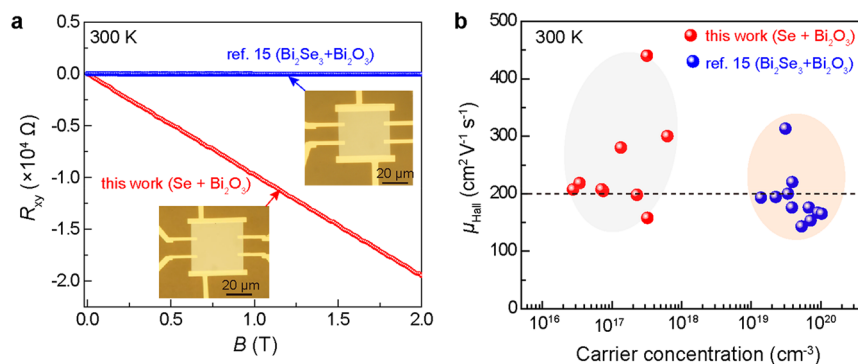 a
300 K
ref. 15 (Bi₂Se₃+Bi₂O₃)
0.0
-0.5
-1.0
-1.5
-2.0
Rxy (×10⁴ Ω)
20 μm
this work (Se + Bi₂O₃)
20 μm
0.0
0.5
1.0
1.5
2.0
B (T)
b
300 K
this work (Se + Bi₂O₃)
ref. 15 (Bi₂Se₃+Bi₂O₃)
500
400
300
200
100
0
μHall (cm² V⁻¹ s⁻¹)
10¹⁶
10¹⁷
10¹⁸
10¹⁹
10²⁰
Carrier concentration (cm⁻³)